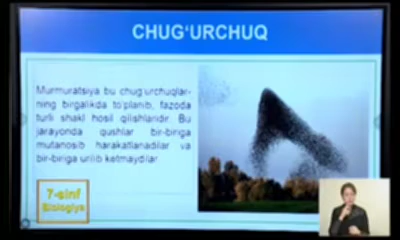 CHUG‘URCHUQ
Murmuratsiya bu chug‘urchuqlar-
ning birgalikda to‘planib, fazoda
turli shakl hosil qilishlaridir. Bu
jarayonda qushlar bir-biriga
mutanosib harakatlanadilar va
bir-biriga urilib ketmaydilar
7-sinf
Biologiya